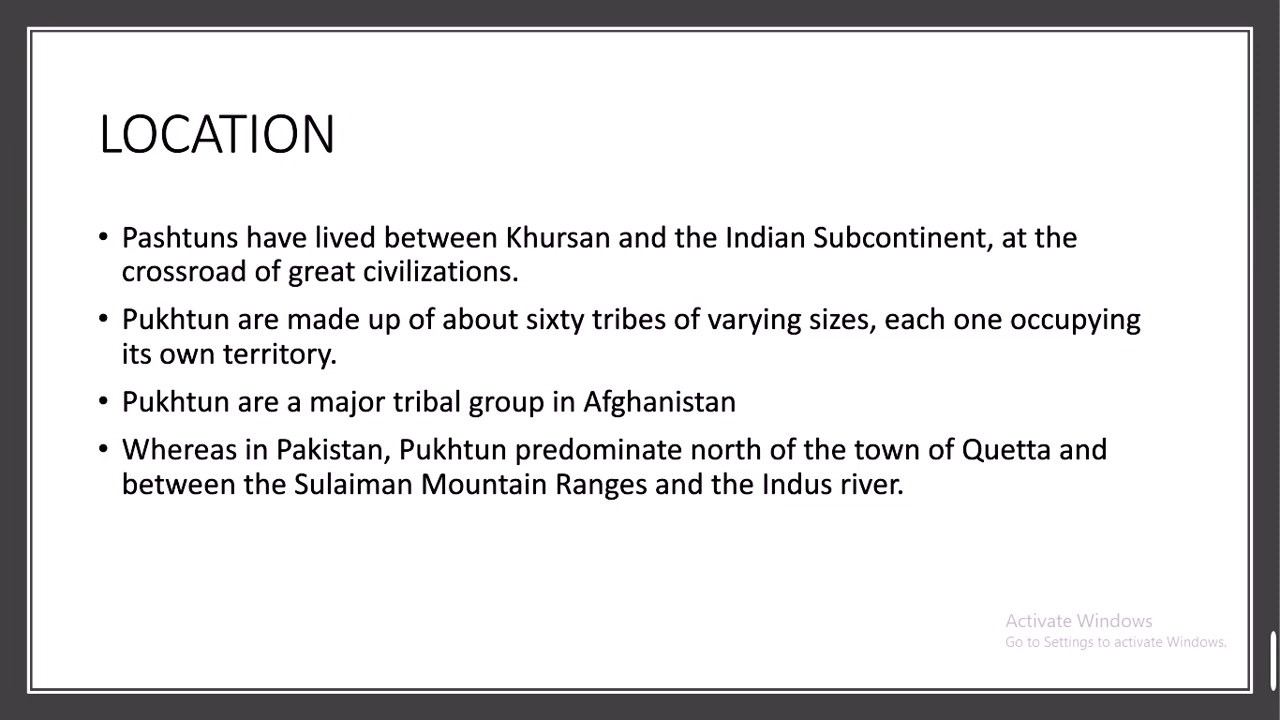 LOCATION
• Pashtuns have lived between Khursan and the Indian Subcontinent, at the
crossroad of great civilizations.
• Pukhtun are made up of about sixty tribes of varying sizes, each one occupying
its own territory.
• Pukhtun are a major tribal group in Afghanistan
• Whereas in Pakistan, Pukhtun predominate north of the town of Quetta and
between the Sulaiman Mountain Ranges and the Indus river.
Activate Windows
Go to Settings to activate Windows.